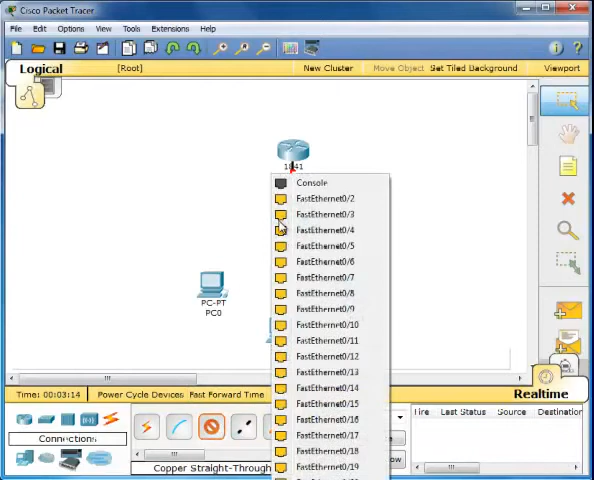 Cisco Packet Tracer
File Edit Options View Tools Extensions Help
Logical [Root] New Cluster Move Object Set Tiled Background Viewport
1841
Console
FastEthernet0/2
FastEthernet0/3
FastEthernet0/4
FastEthernet0/5
FastEthernet0/6
FastEthernet0/7
FastEthernet0/8
FastEthernet0/9
FastEthernet0/10
FastEthernet0/11
FastEthernet0/12
FastEthernet0/13
FastEthernet0/14
FastEthernet0/15
FastEthernet0/16
FastEthernet0/17
FastEthernet0/18
FastEthernet0/19
PC-PT
PC0
Time: 00:03:14 Power Cycle Devices Fast Forward Time Realtime
Fire Last Status Source Destination
Connections
Copper Straight-Through